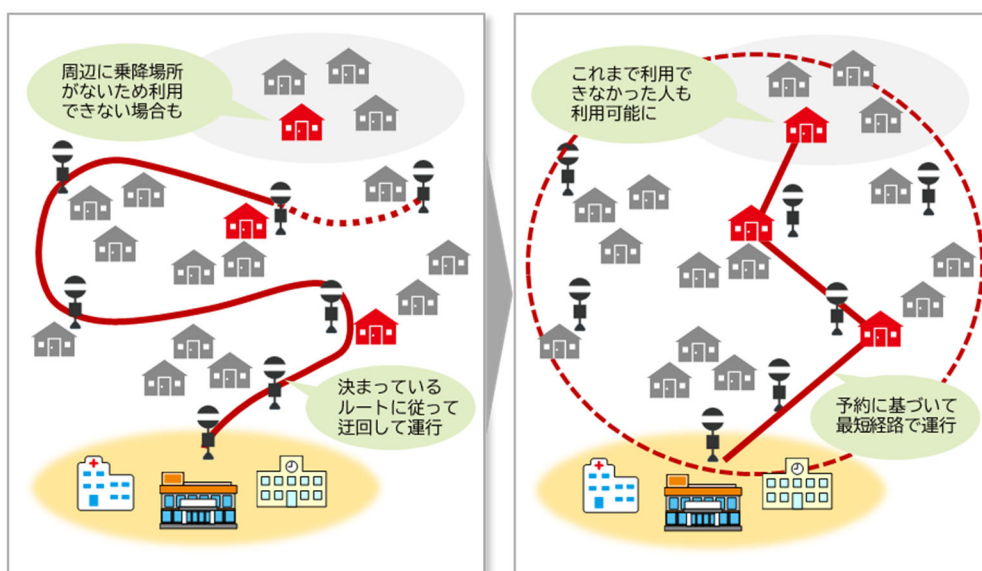 周辺に乗降場所
がないため利用
できない場合も
決まっている
ルートに従って
迂回して運行
これまで利用で
きなかった人も
利用可能に
予約に基づいて
最短経路で運行